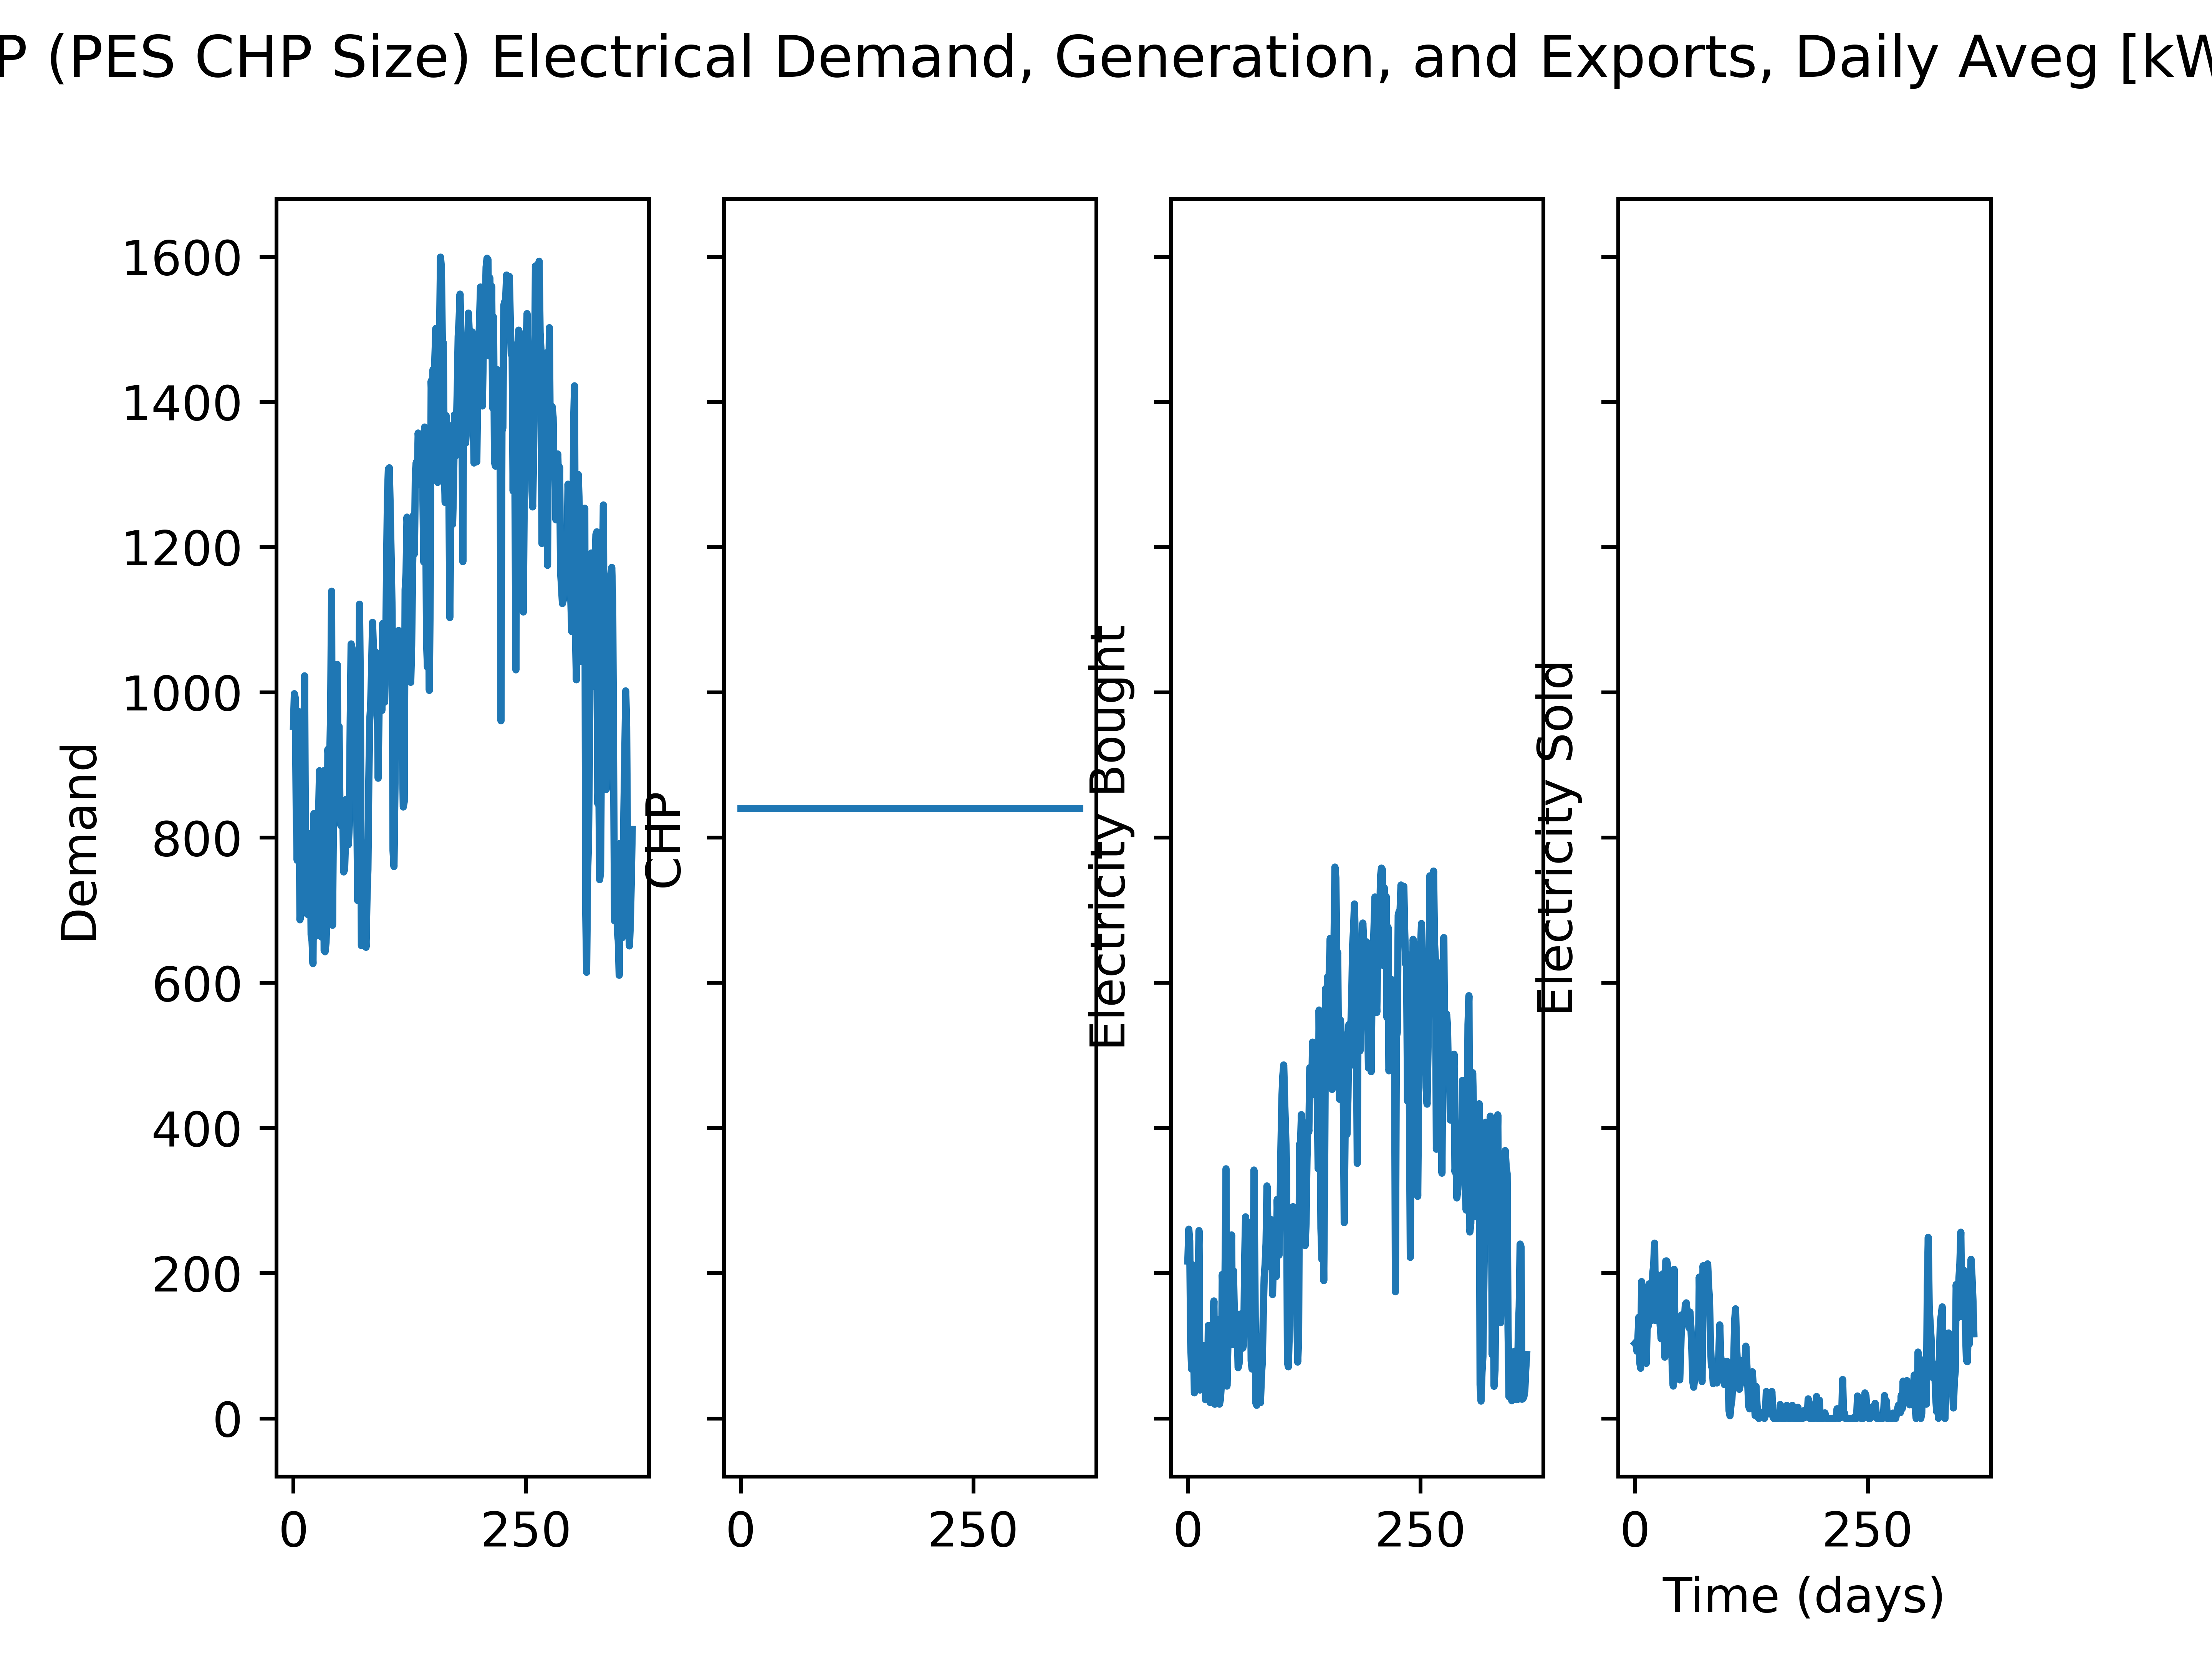 P (PES CHP Size) Electrical Demand, Generation, and Exports, Daily Aveg [kW
1600
1400
1200
1000
800
600
400
200
0
Demand
CHP
Electricity Bought
Electricity Sold
0 250 0 250 0 250 0 250
Time (days)